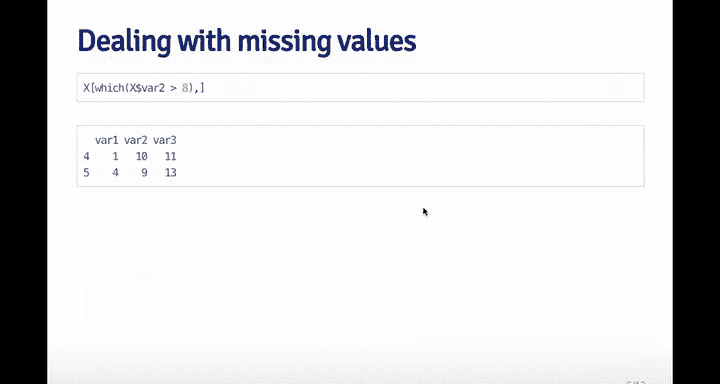 Dealing with missing values
X[which(X$var2 > 8),]
var1 var2 var3
4 1 10 11
5 4 9 13